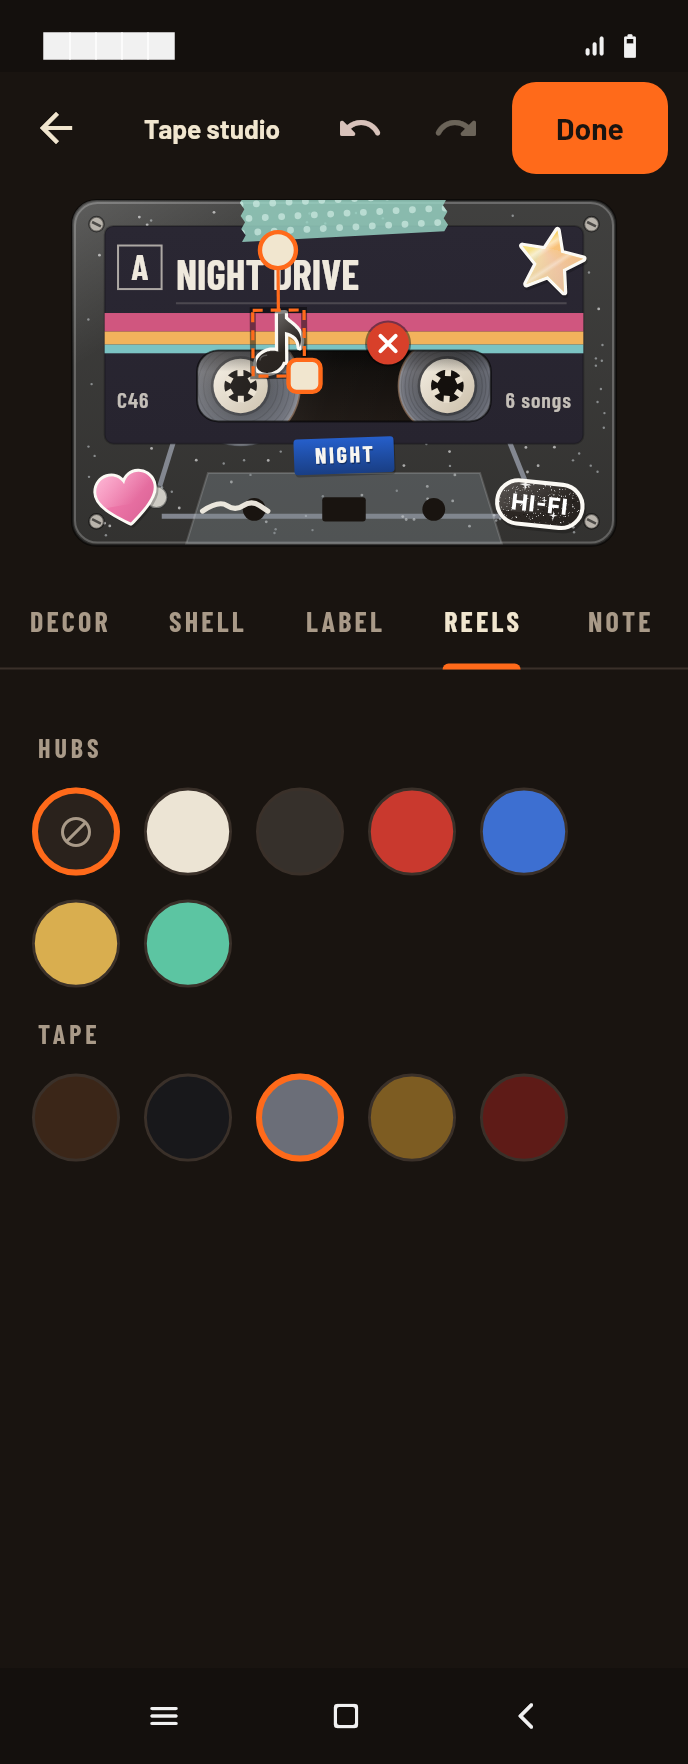 Tape studio
Done
A
NIGHT DRIVE
C46
6 songs
NIGHT
HI-FI
DECOR
SHELL
LABEL
REELS
NOTE
HUBS
TAPE